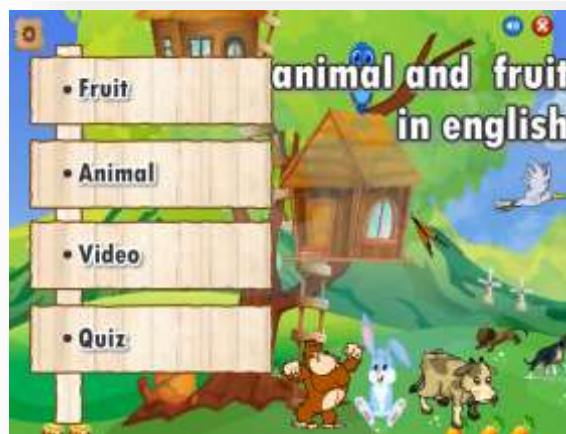 animal and fruit
in english
• Fruit
• Animal
• Video
• Quiz